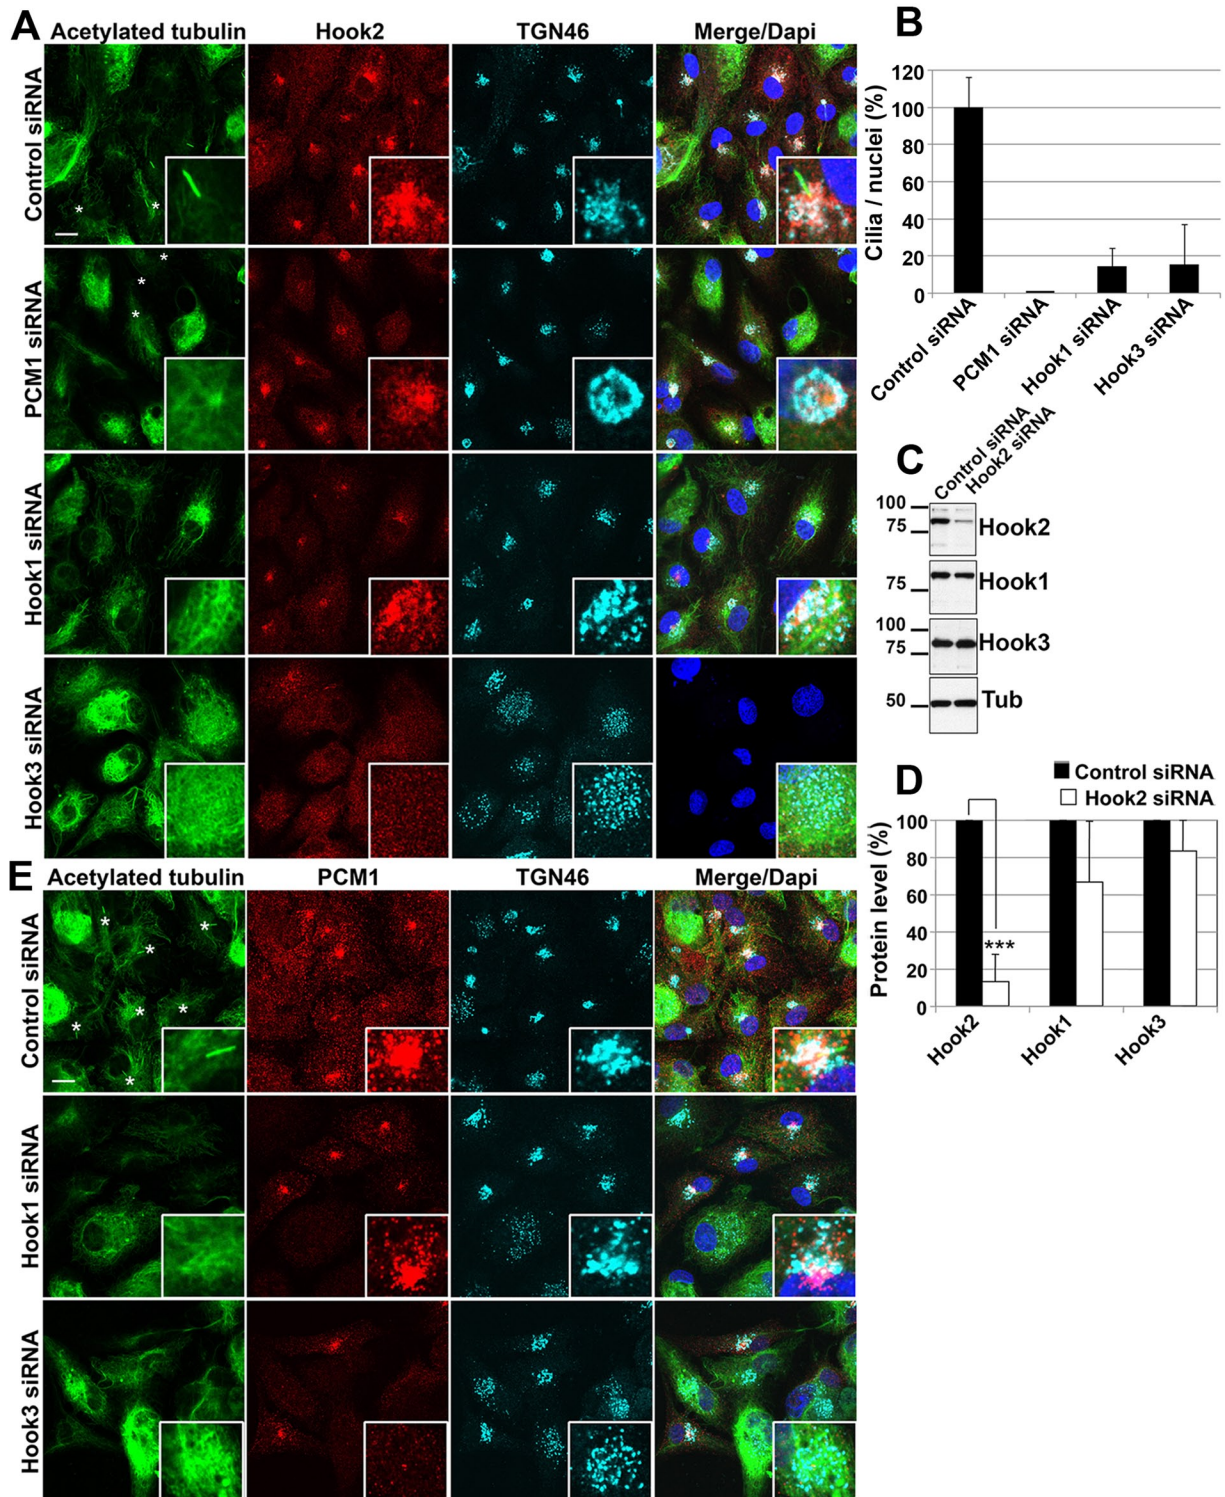 A
Acetylated tubulin Hook2 TGN46 Merge/Dapi
Control siRNA
* *
PCM1 siRNA
* * *
Hook1 siRNA
Hook3 siRNA
B
Cilia / nuclei (%)
120
100
80
60
40
20
0
Control siRNA PCM1 siRNA Hook1 siRNA Hook3 siRNA
C
Control siRNA
Hook2 siRNA
100
75
Hook2
75
Hook1
100
75
Hook3
50
Tub
D
Control siRNA
Hook2 siRNA
Protein level (%)
100
80
60
40
20
0
***
Hook2 Hook1 Hook3
E
Acetylated tubulin PCM1 TGN46 Merge/Dapi
Control siRNA
* * * * * * *
Hook1 siRNA
Hook3 siRNA